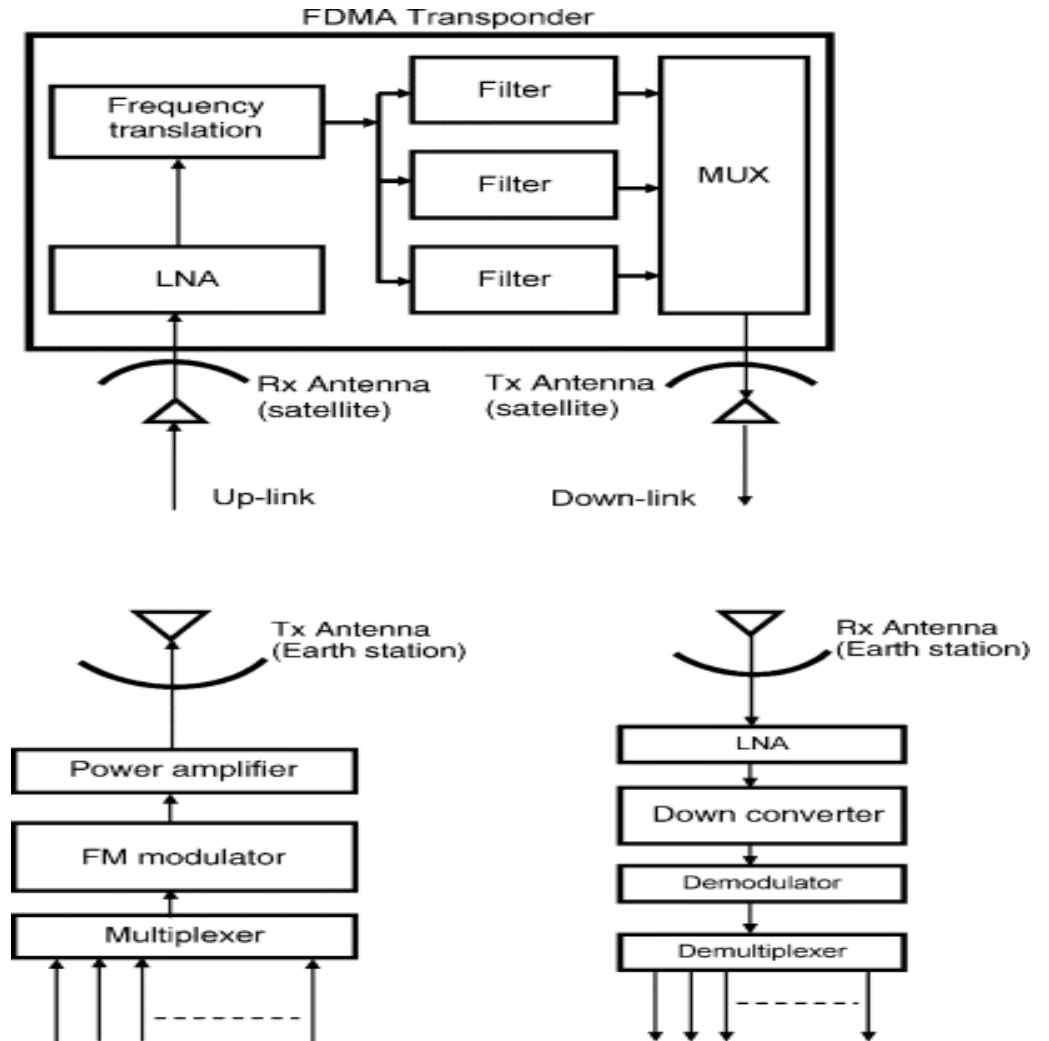 FDMA Transponder
Frequency
translation
Filter
Filter
Filter
MUX
LNA
Rx Antenna
(satellite)
Tx Antenna
(satellite)
Up-link
Down-link
Tx Antenna
(Earth station)
Power amplifier
FM modulator
Multiplexer
Rx Antenna
(Earth station)
LNA
Down converter
Demodulator
Demultiplexer